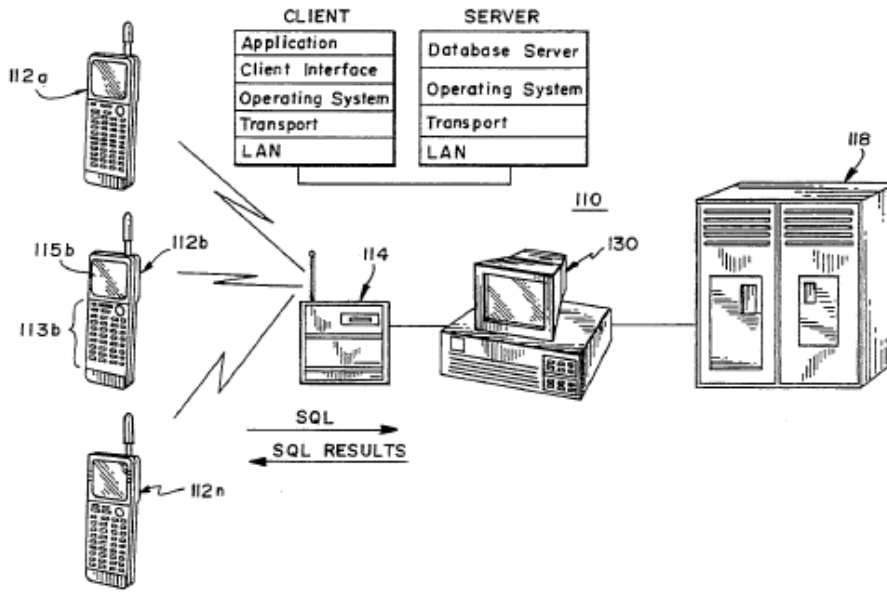 CLIENT
Application
Client Interface
Operating System
Transport
LAN
SERVER
Database Server
Operating System
Transport
LAN
112a
118
110
115b
112b
114
130
113b
SQL
SQL RESULTS
112n